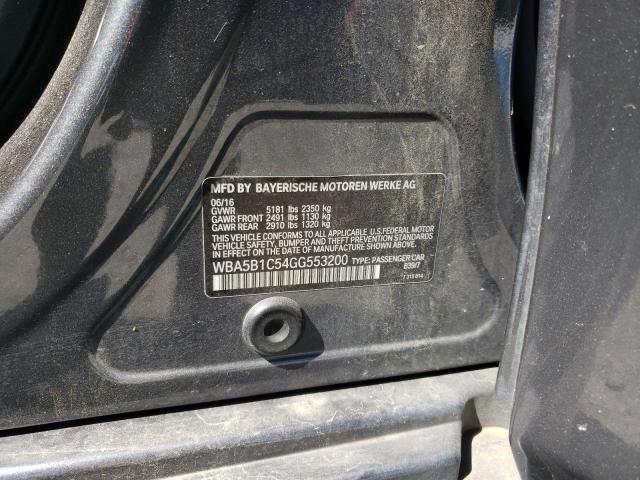 MFD BY BAYERISCHE MOTOREN WERKE AG
06/16
GVWR 5181 lbs 2350 kg
GAWR FRONT 2491 lbs 1130 kg
GAWR REAR 2910 lbs 1320 kg
THIS VEHICLE CONFORMS TO ALL APPLICABLE U.S.FEDERAL MOTOR
VEHICLE SAFETY, BUMPER, AND THEFT PREVENTION STANDARDS
IN EFFECT ON THE DATE OF MANUFACTURE SHOWN ABOVE.
WBA5B1C54GG553200 TYPE: PASSENGER CAR
839/7